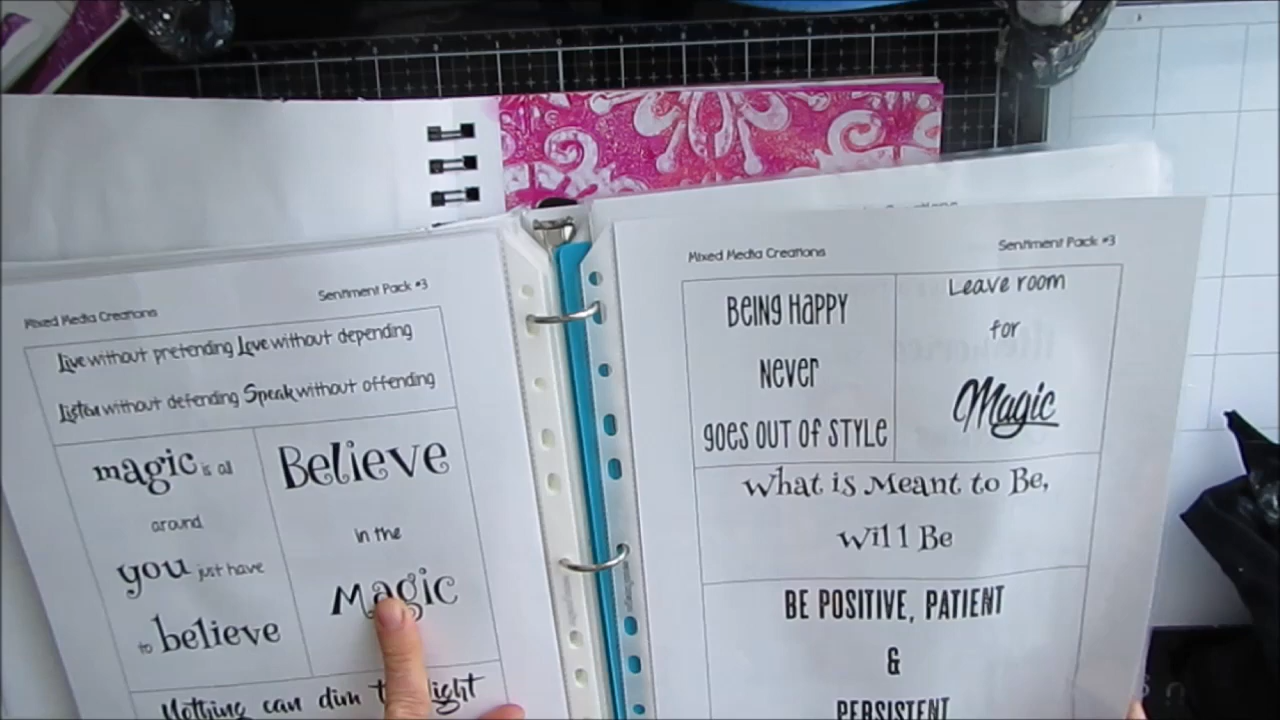 Mixed Media Creations
Sentiment Pack #3
Live without pretending Love without depending
Listen without defending Speak without offending
magic is all
around
you just have
to believe
Believe
in the
Magic
Nothing can dim light
Mixed Media Creations
Sentiment Pack #3
BEING HAPPY
NEVER
GOES OUT OF STYLE
Leave room
for
Magic
What is Meant to Be,
Will Be
BE POSITIVE, PATIENT
&
PERSISTENT